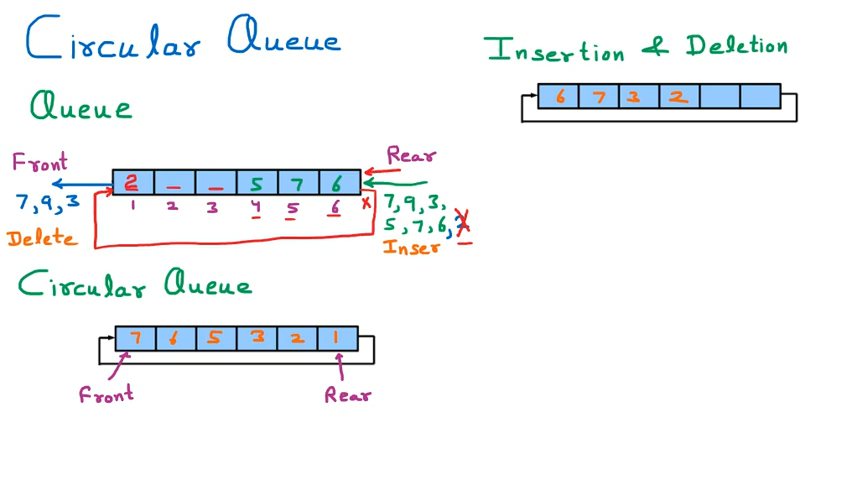 Circular Queue
Queue
Front
Rear
2 _ _ 5 7 6
1 2 3 4 5 6 x
7, 9, 3
7, 9, 3,
5, 7, 6,
Delete
Inser
Circular Queue
7 6 5 3 2 1
Front
Rear
Insertion & Deletion
6 7 3 2